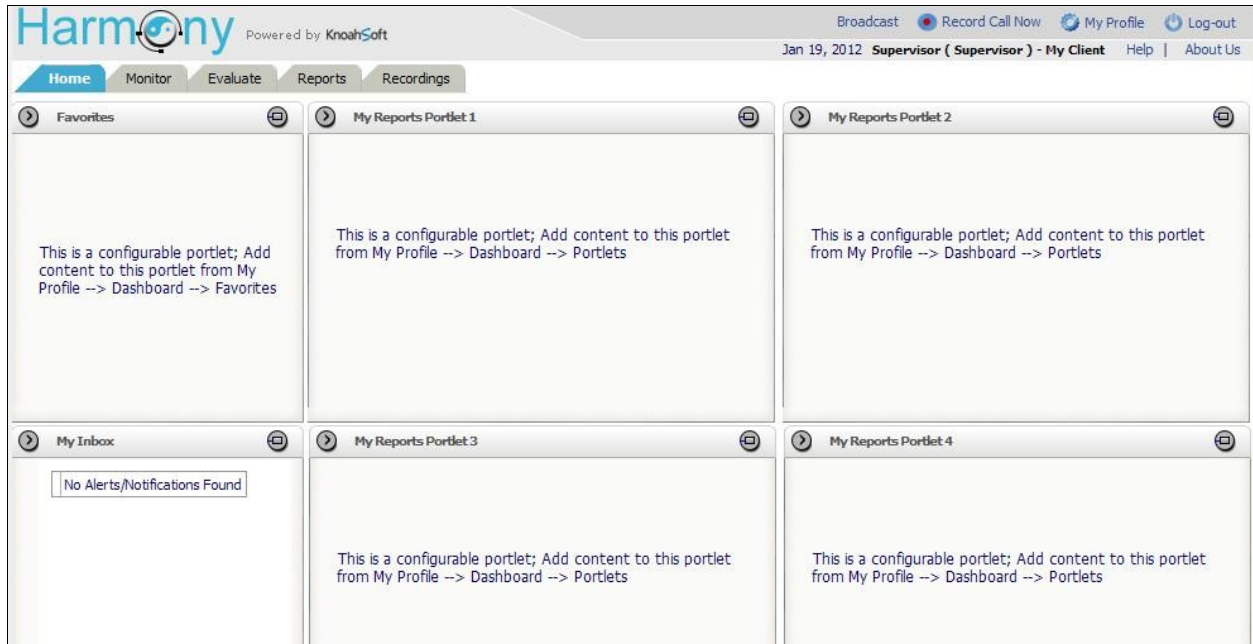 Harmony Powered by KnoahSoft
Broadcast Record Call Now My Profile Log-out
Jan 19, 2012 Supervisor ( Supervisor ) - My Client Help | About Us
Home Monitor Evaluate Reports Recordings
Favorites
This is a configurable portlet; Add
content to this portlet from My
Profile --> Dashboard --> Favorites
My Reports Portlet 1
This is a configurable portlet; Add content to this portlet
from My Profile --> Dashboard --> Portlets
My Reports Portlet 2
This is a configurable portlet; Add content to this portlet
from My Profile --> Dashboard --> Portlets
My Inbox
No Alerts/Notifications Found
My Reports Portlet 3
This is a configurable portlet; Add content to this portlet
from My Profile --> Dashboard --> Portlets
My Reports Portlet 4
This is a configurable portlet; Add content to this portlet
from My Profile --> Dashboard --> Portlets